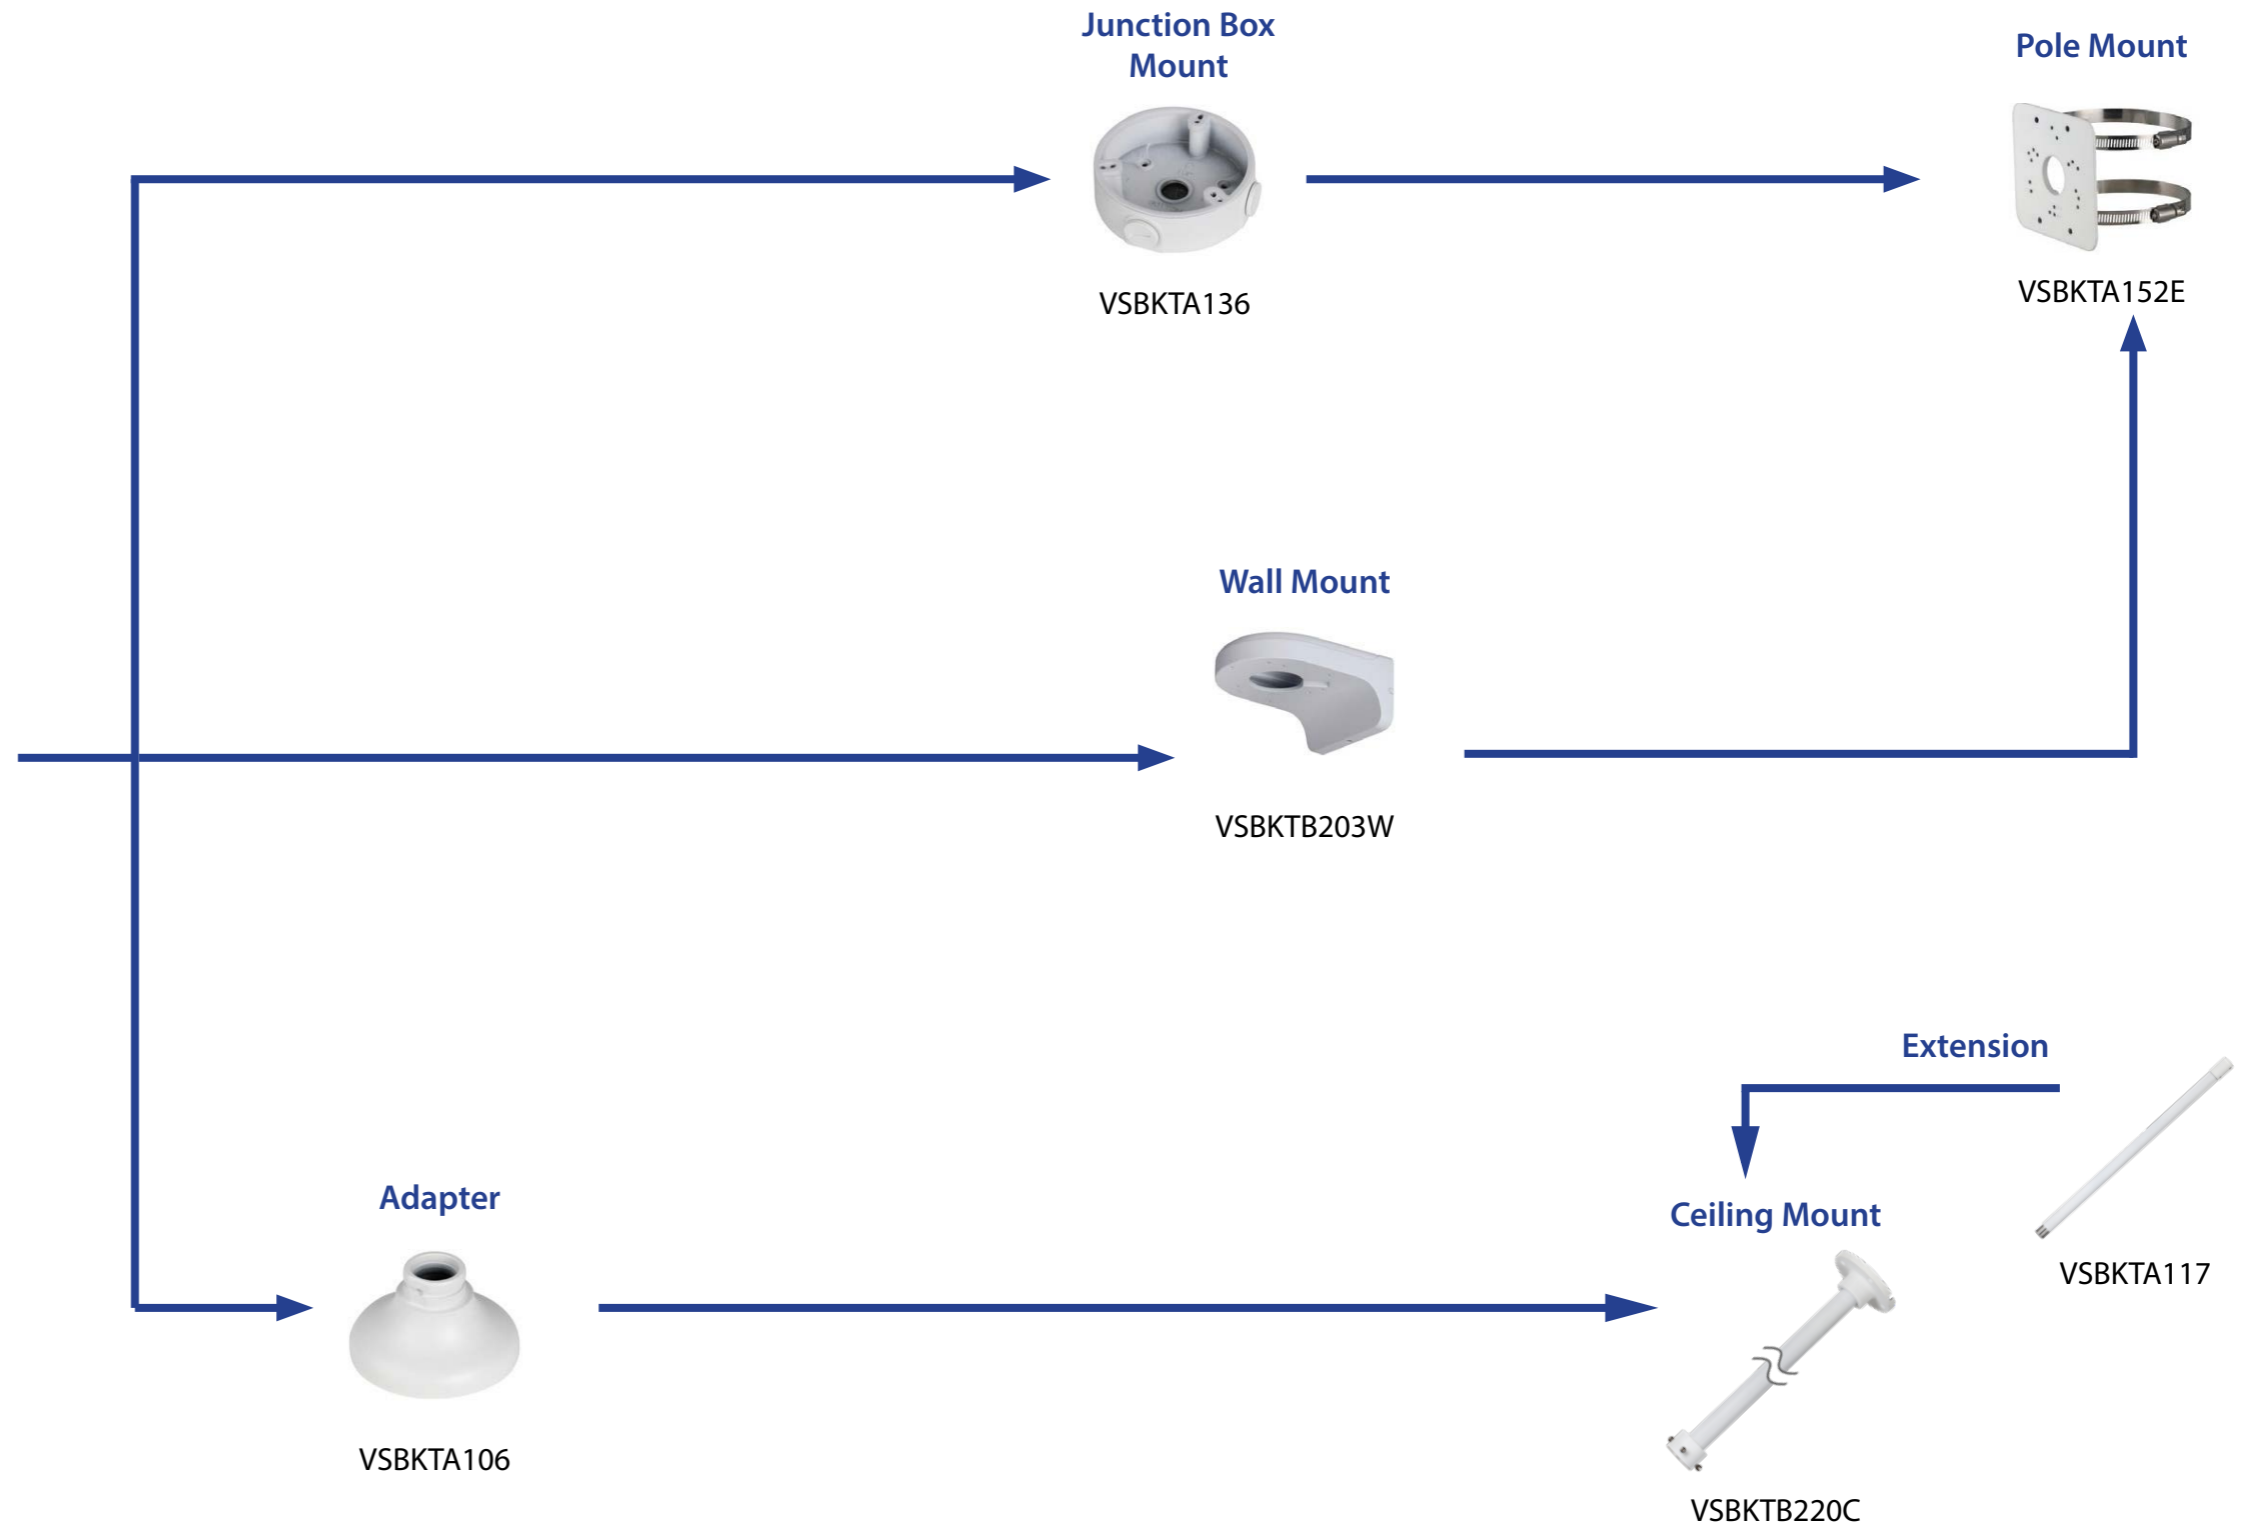 Junction Box
Mount
VSBKTA136
Pole Mount
VSBKTA152E
Wall Mount
VSBKTB203W
Extension
VSBKTA117
Adapter
VSBKTA106
Ceiling Mount
VSBKTB220C